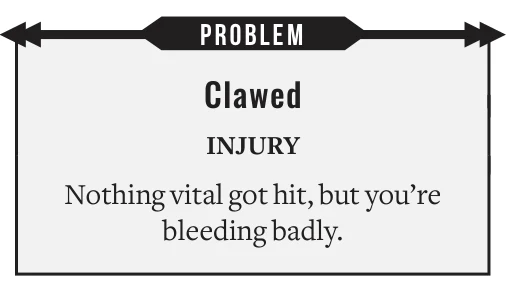 PROBLEM
Clawed
INJURY
Nothing vital got hit, but you’re
bleeding badly.